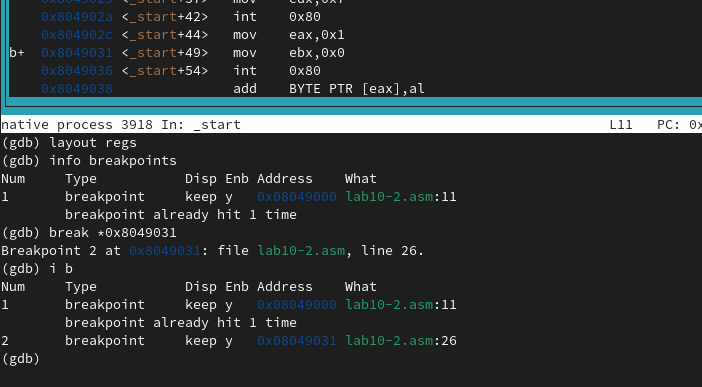 0x804902a <_start+42> int 0x80
0x804902c <_start+44> mov eax,0x1
b+ 0x8049031 <_start+49> mov ebx,0x0
0x8049036 <_start+54> int 0x80
0x8049038 add BYTE PTR [eax],al
native process 3918 In: _start L11 PC: 0x
(gdb) layout regs
(gdb) info breakpoints
Num Type Disp Enb Address What
1 breakpoint keep y 0x08049000 lab10-2.asm:11
breakpoint already hit 1 time
(gdb) break *0x8049031
Breakpoint 2 at 0x8049031: file lab10-2.asm, line 26.
(gdb) i b
Num Type Disp Enb Address What
1 breakpoint keep y 0x08049000 lab10-2.asm:11
breakpoint already hit 1 time
2 breakpoint keep y 0x08049031 lab10-2.asm:26
(gdb)